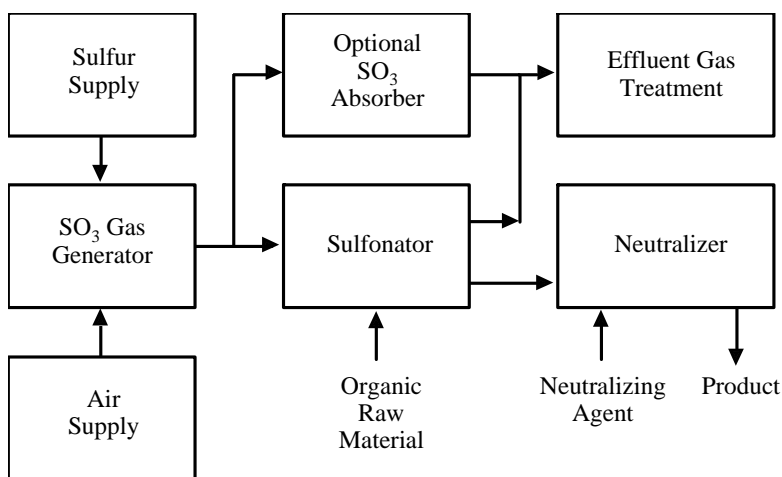 Sulfur
Supply
Optional
SO3
Absorber
Effluent Gas
Treatment
SO3 Gas
Generator
Sulfonator
Neutralizer
Air
Supply
Organic
Raw
Material
Neutralizing
Agent
Product